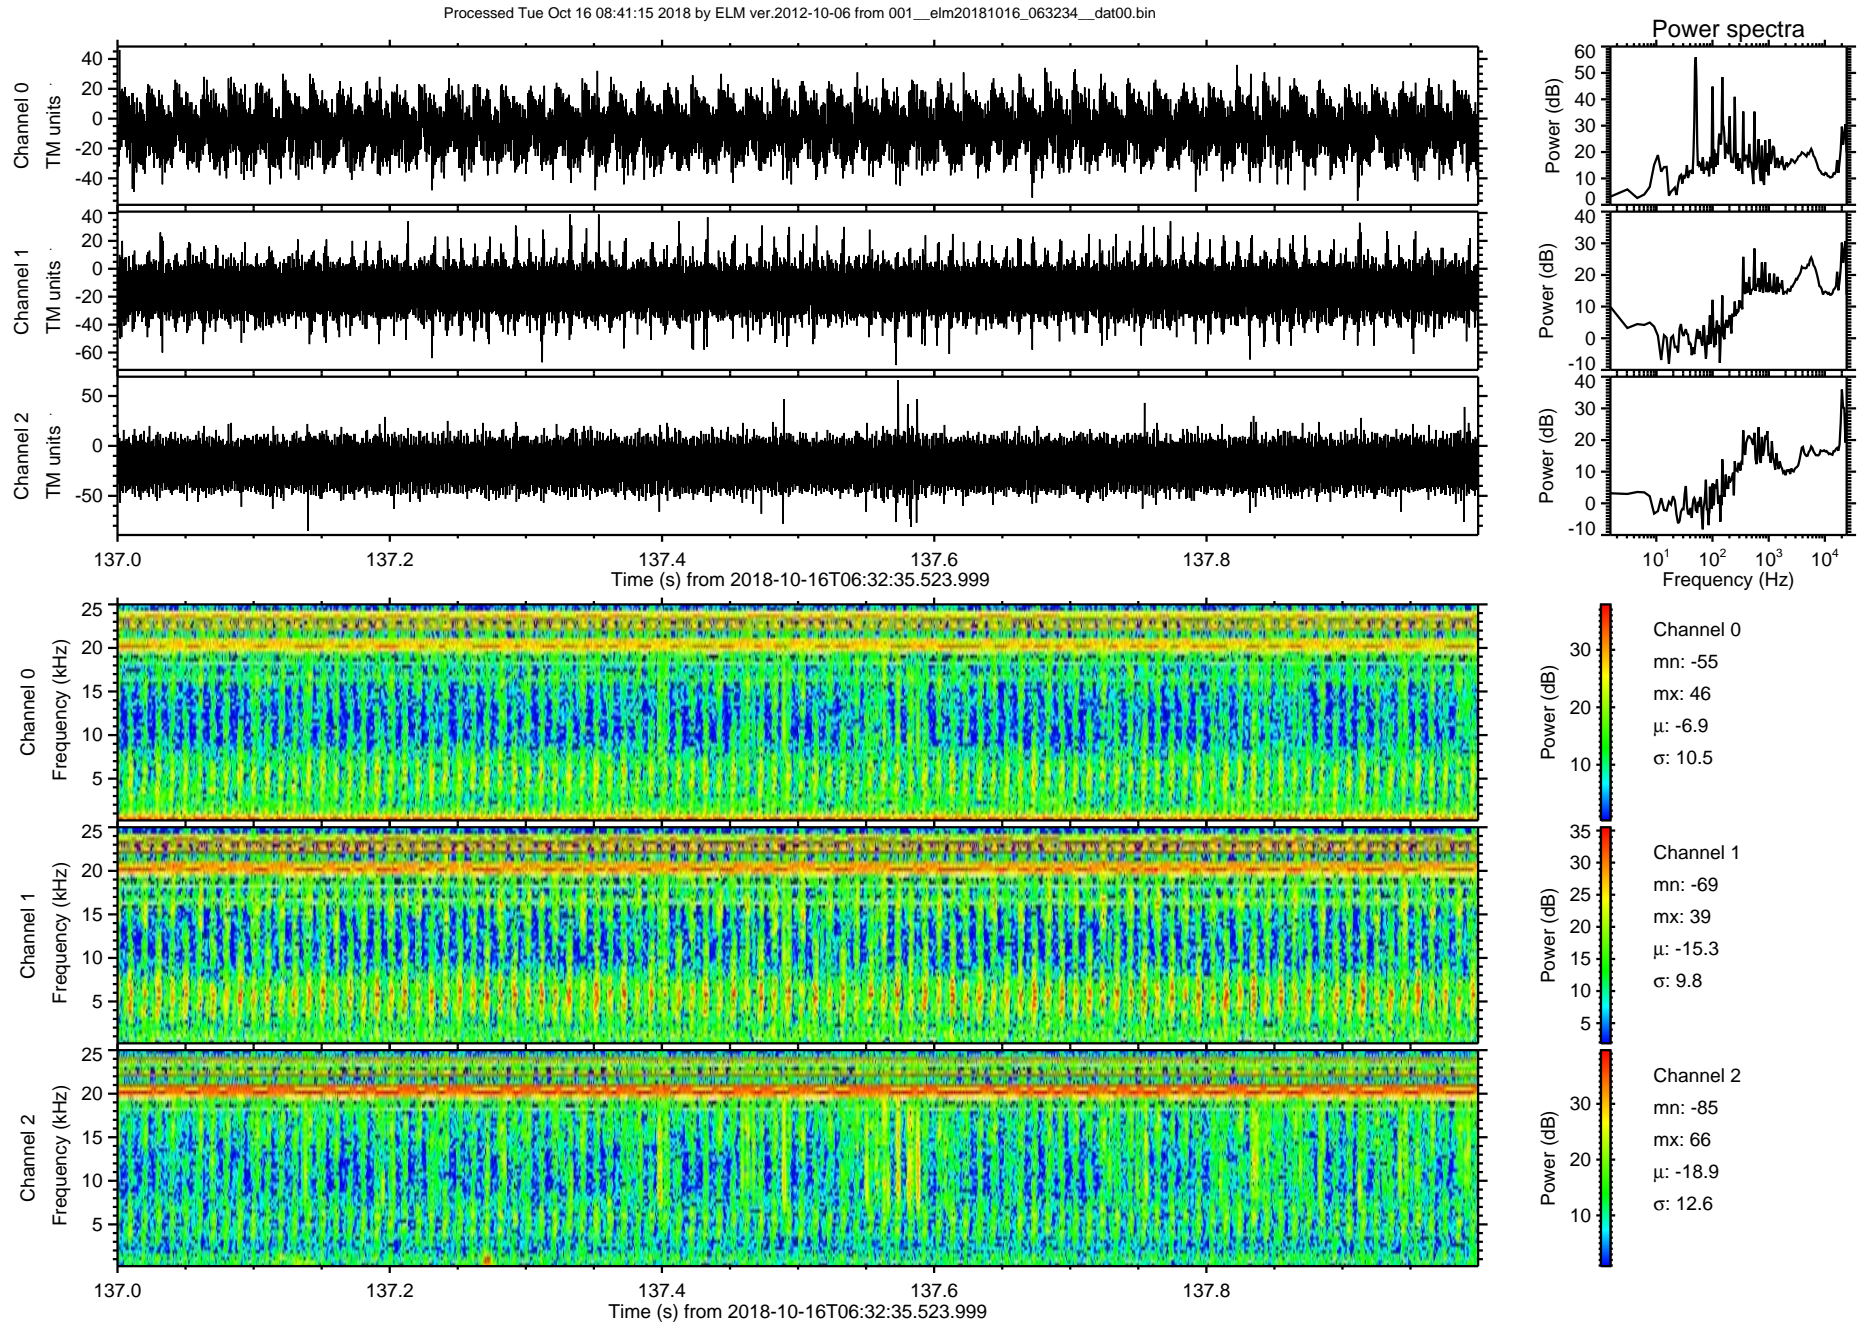 Processed Tue Oct 16 08:41:15 2018 by ELM ver.2012-10-06 from 001__elm20181016_063234__dat00.bin
Power spectra
Channel 0
TM units
40
20
0
-20
-40
Power (dB)
60
50
40
30
20
10
0
Channel 1
TM units
40
20
0
-20
-40
-60
Power (dB)
40
30
20
10
0
-10
Channel 2
TM units
50
0
-50
Power (dB)
40
30
20
10
0
-10
137.0 137.2 137.4 137.6 137.8
Time (s) from 2018-10-16T06:32:35.523.999
10¹ 10² 10³ 10⁴
Frequency (Hz)
Channel 0
Frequency (kHz)
25
20
15
10
5
Power (dB)
30
20
10
Channel 0
mn: -55
mx: 46
μ: -6.9
σ: 10.5
Channel 1
Frequency (kHz)
25
20
15
10
5
Power (dB)
35
30
25
20
15
10
5
Channel 1
mn: -69
mx: 39
μ: -15.3
σ: 9.8
Channel 2
Frequency (kHz)
25
20
15
10
5
Power (dB)
30
20
10
Channel 2
mn: -85
mx: 66
μ: -18.9
σ: 12.6
137.0 137.2 137.4 137.6 137.8
Time (s) from 2018-10-16T06:32:35.523.999